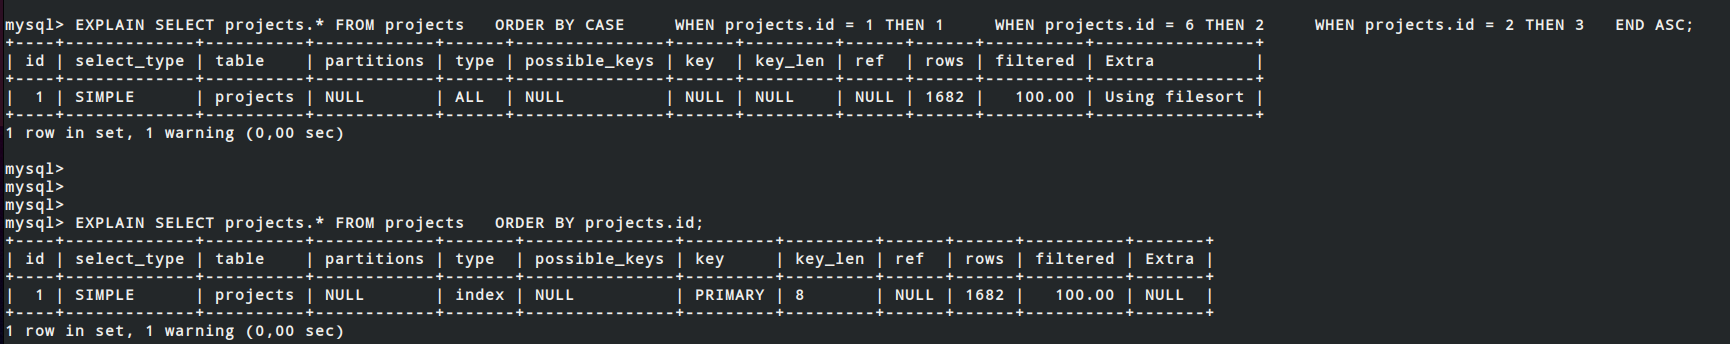 mysql> EXPLAIN SELECT projects.* FROM projects   ORDER BY CASE     WHEN projects.id = 1 THEN 1     WHEN projects.id = 6 THEN 2     WHEN projects.id = 2 THEN 3   END ASC;
+----+-------------+----------+------------+------+---------------+------+---------+------+------+----------+----------------+
| id | select_type | table    | partitions | type | possible_keys | key  | key_len | ref  | rows | filtered | Extra          |
+----+-------------+----------+------------+------+---------------+------+---------+------+------+----------+----------------+
|  1 | SIMPLE      | projects | NULL       | ALL  | NULL          | NULL | NULL    | NULL | 1682 |   100.00 | Using filesort |
+----+-------------+----------+------------+------+---------------+------+---------+------+------+----------+----------------+
1 row in set, 1 warning (0,00 sec)

mysql>
mysql>
mysql>
mysql> EXPLAIN SELECT projects.* FROM projects   ORDER BY projects.id;
+----+-------------+----------+------------+-------+---------------+---------+---------+------+------+----------+-------+
| id | select_type | table    | partitions | type  | possible_keys | key     | key_len | ref  | rows | filtered | Extra |
+----+-------------+----------+------------+-------+---------------+---------+---------+------+------+----------+-------+
|  1 | SIMPLE      | projects | NULL       | index | NULL          | PRIMARY | 8       | NULL | 1682 |   100.00 | NULL  |
+----+-------------+----------+------------+-------+---------------+---------+---------+------+------+----------+-------+
1 row in set, 1 warning (0,00 sec)